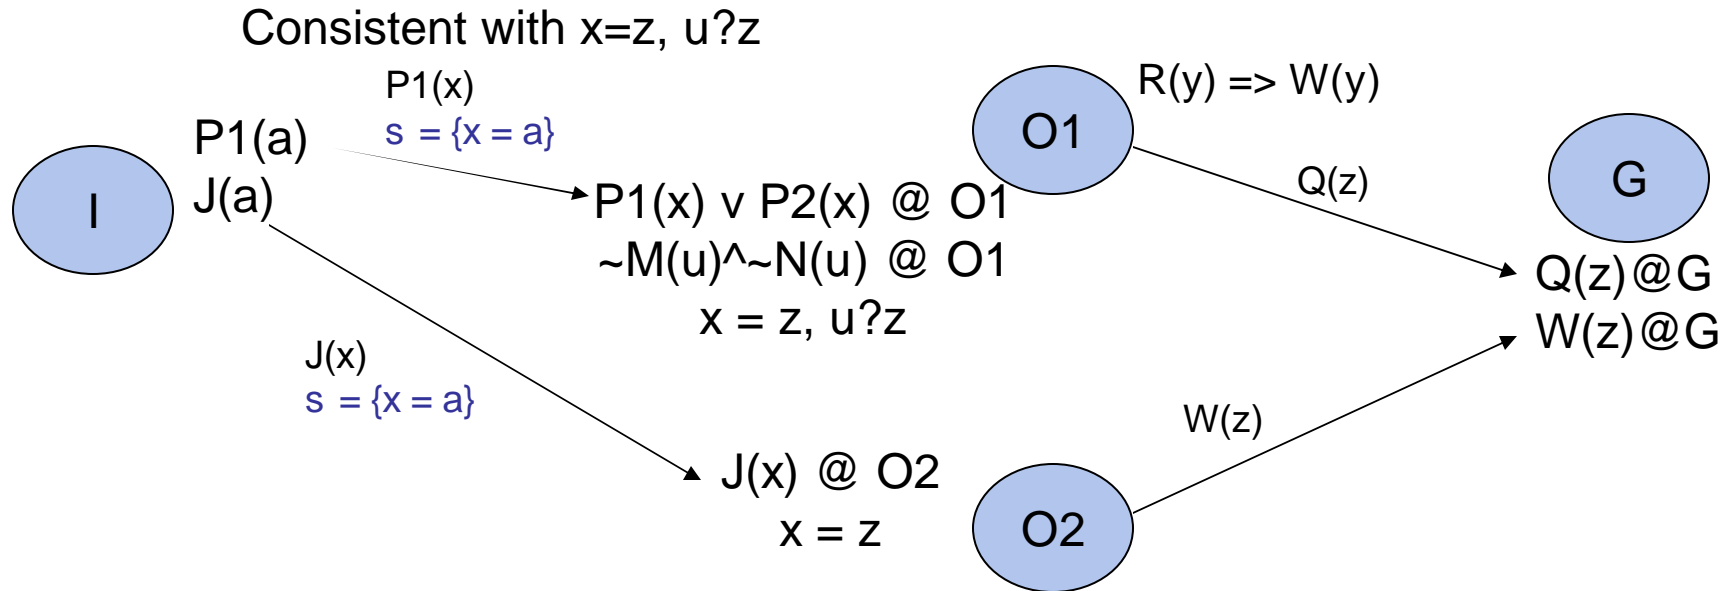 Consistent with x=z, u?z
P1(x)
s = {x = a}
R(y) => W(y)
O1
P1(a)
J(a)
I
Q(z)
G
P1(x) v P2(x) @ O1
~M(u)^~N(u) @ O1
x = z, u?z
Q(z)@G
W(z)@G
J(x)
s = {x = a}
W(z)
J(x) @ O2
x = z
O2